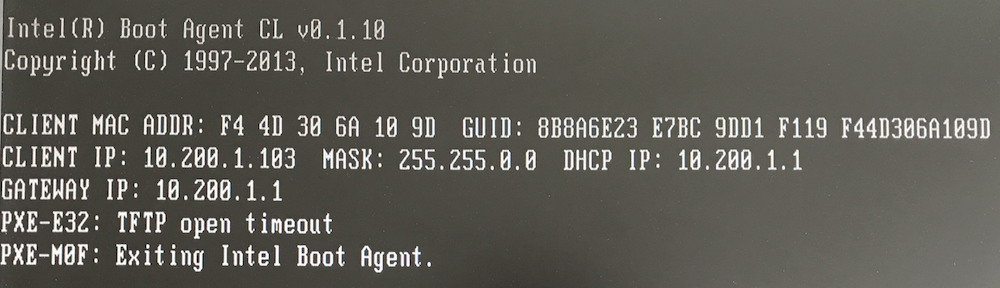 Intel(R) Boot Agent CL v0.1.10
Copyright (C) 1997-2013, Intel Corporation
CLIENT MAC ADDR: F4 4D 30 6A 10 9D  GUID: 8B8A6E23 E7BC 9DD1 F119 F44D306A109D
CLIENT IP: 10.200.1.103  MASK: 255.255.0.0  DHCP IP: 10.200.1.1
GATEWAY IP: 10.200.1.1
PXE-E32: TFTP open timeout
PXE-M0F: Exiting Intel Boot Agent.